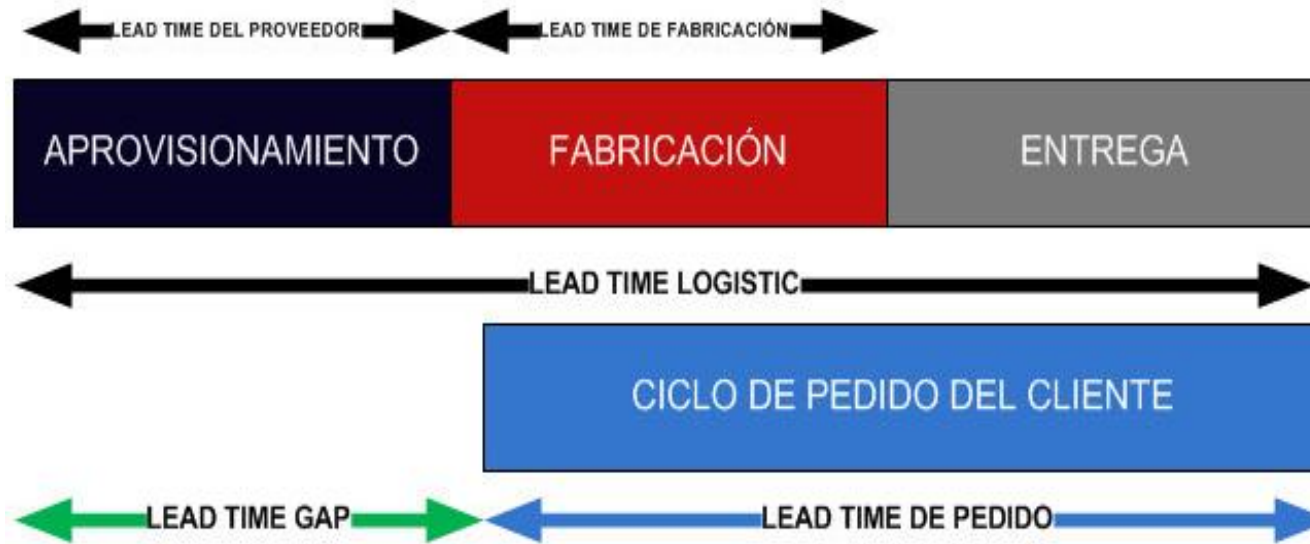 LEAD TIME DEL PROVEEDOR
LEAD TIME DE FABRICACIÓN
APROVISIONAMIENTO
FABRICACIÓN
ENTREGA
LEAD TIME LOGISTIC
CICLO DE PEDIDO DEL CLIENTE
LEAD TIME GAP
LEAD TIME DE PEDIDO